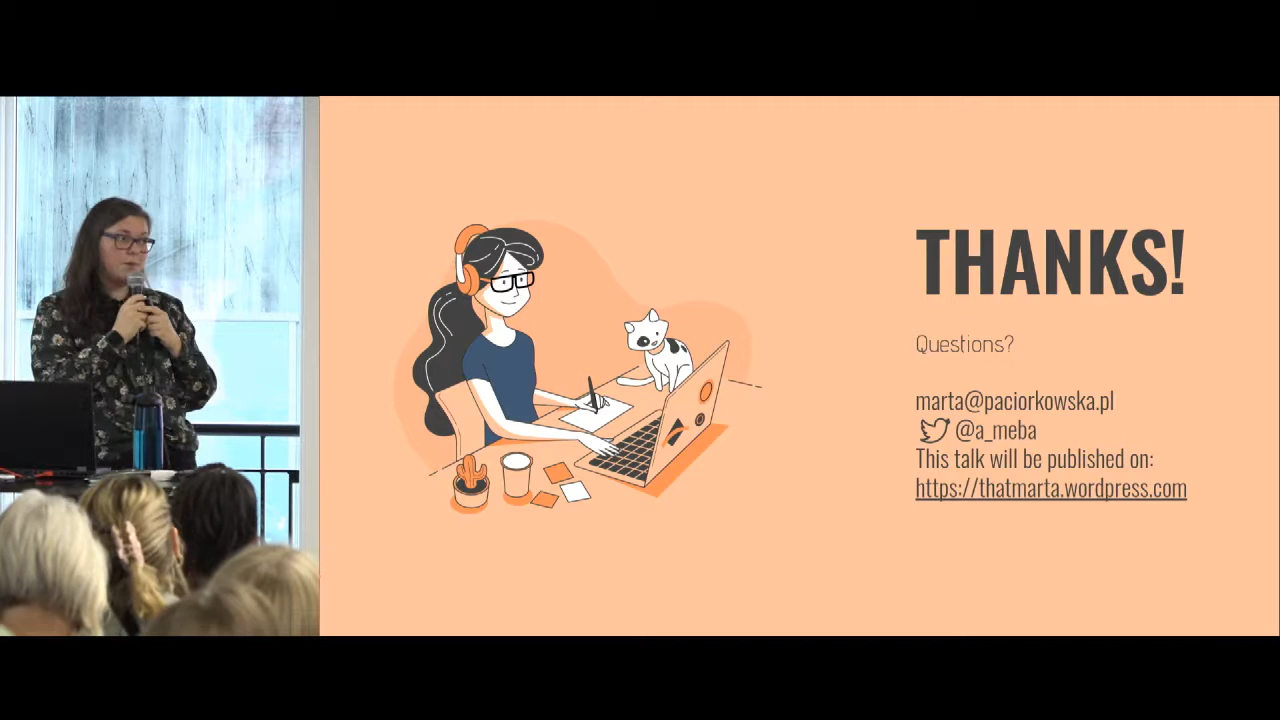 THANKS!
Questions?
marta@paciorkowska.pl
@a_meba
This talk will be published on:
https://thatmarta.wordpress.com